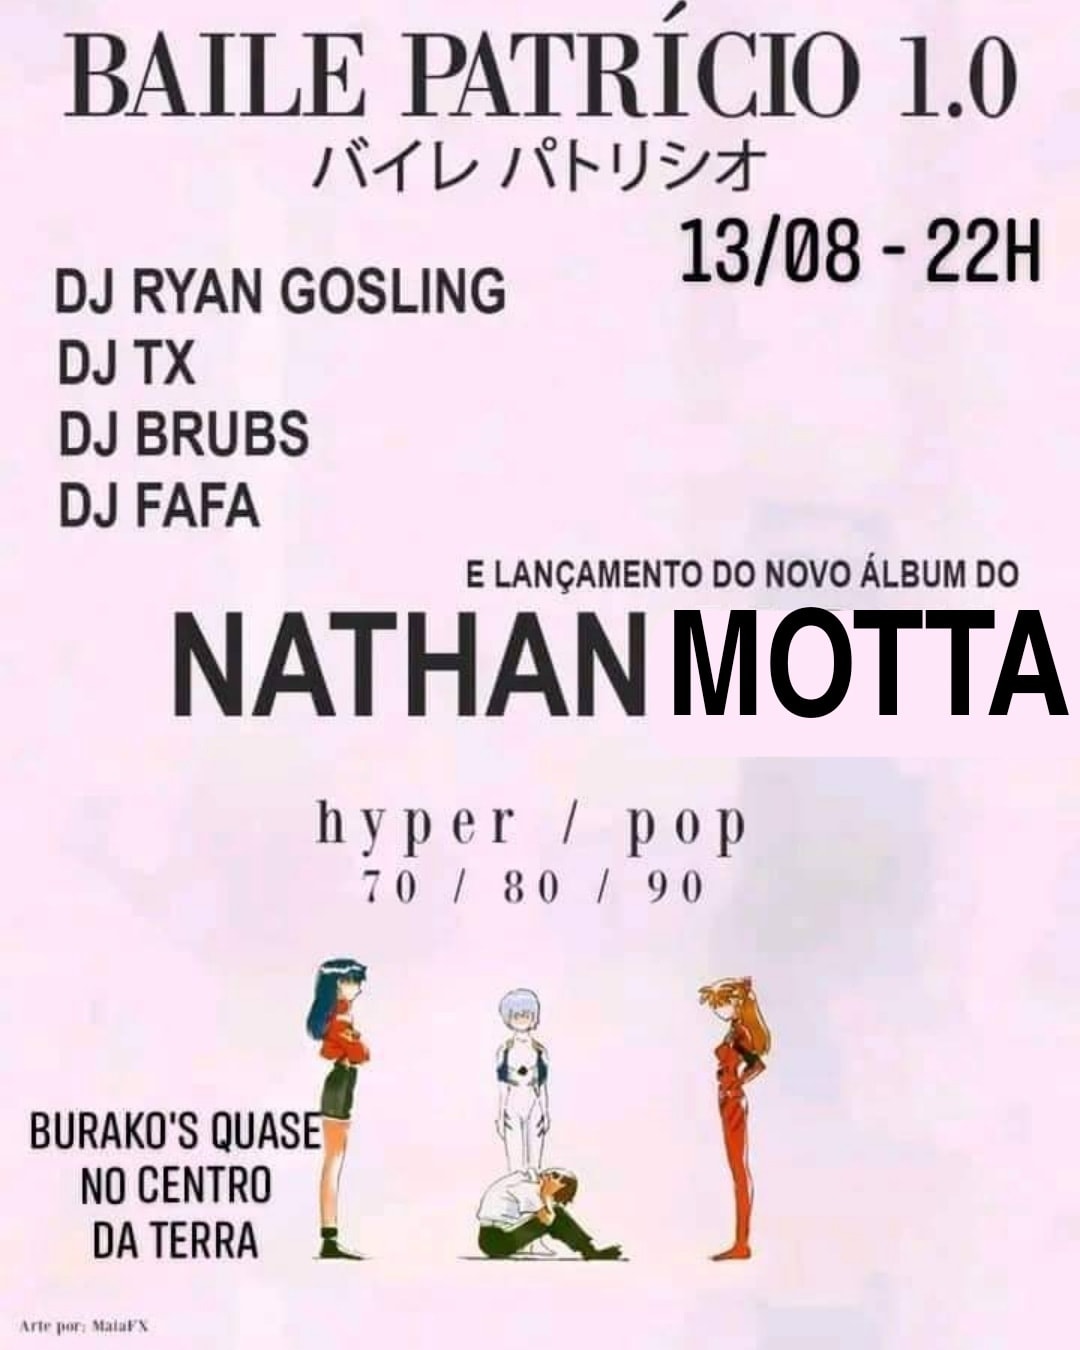 BAILE PATRÍCIO 1.0
バイレ パトリシオ
13/08 - 22H
DJ RYAN GOSLING
DJ TX
DJ BRUBS
DJ FAFA
E LANÇAMENTO DO NOVO ÁLBUM DO
NATHAN MOTTA
hyper / pop
70 / 80 / 90
BURAKO'S QUASE
NO CENTRO
DA TERRA
Arte por: MaiaFX